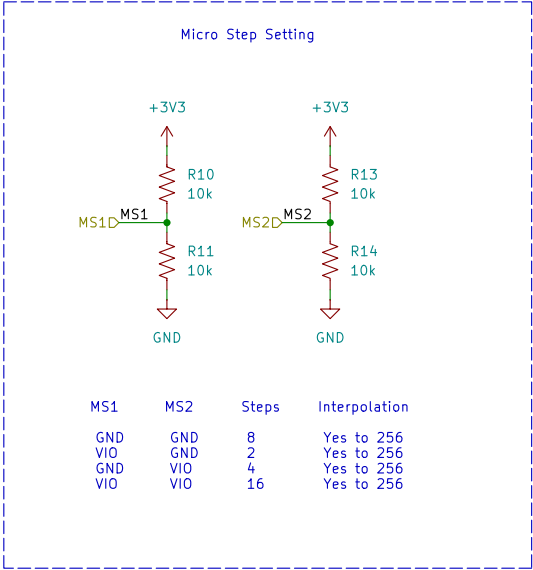 Micro Step Setting
+3V3 +3V3
R10 R13
10k 10k
MS1 MS1 MS2 MS2
R11 R14
10k 10k
GND GND
MS1 MS2 Steps Interpolation
GND GND 8 Yes to 256
VIO GND 2 Yes to 256
GND VIO 4 Yes to 256
VIO VIO 16 Yes to 256